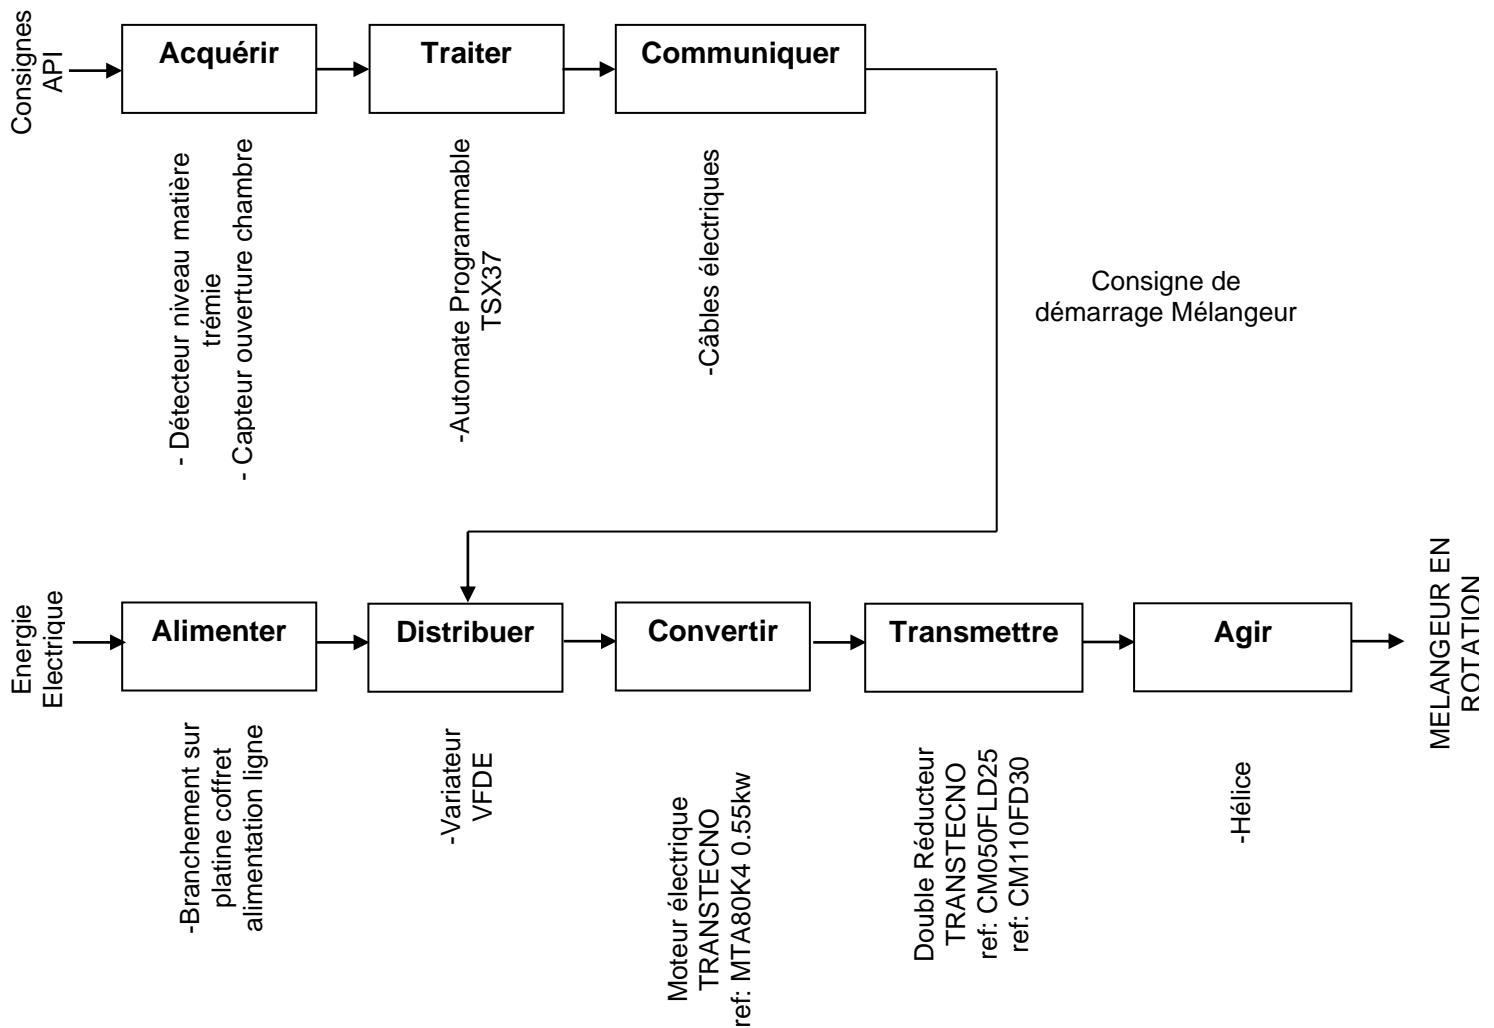 Consignes
API
Acquérir
Traiter
Communiquer
- Détecteur niveau matière
trémie
- Capteur ouverture chambre
-Automate Programmable
TSX37
-Câbles électriques
Consigne de
démarrage Mélangeur
Energie
Electrique
Alimenter
Distribuer
Convertir
Transmettre
Agir
MELANGEUR EN
ROTATION
-Branchement sur
platine coffret
alimentation ligne
-Variateur
VFDE
Moteur électrique
TRANSTECNO
ref: MTA80K4 0.55kw
Double Réducteur
TRANSTECNO
ref: CM050FLD25
ref: CM110FD30
-Hélice